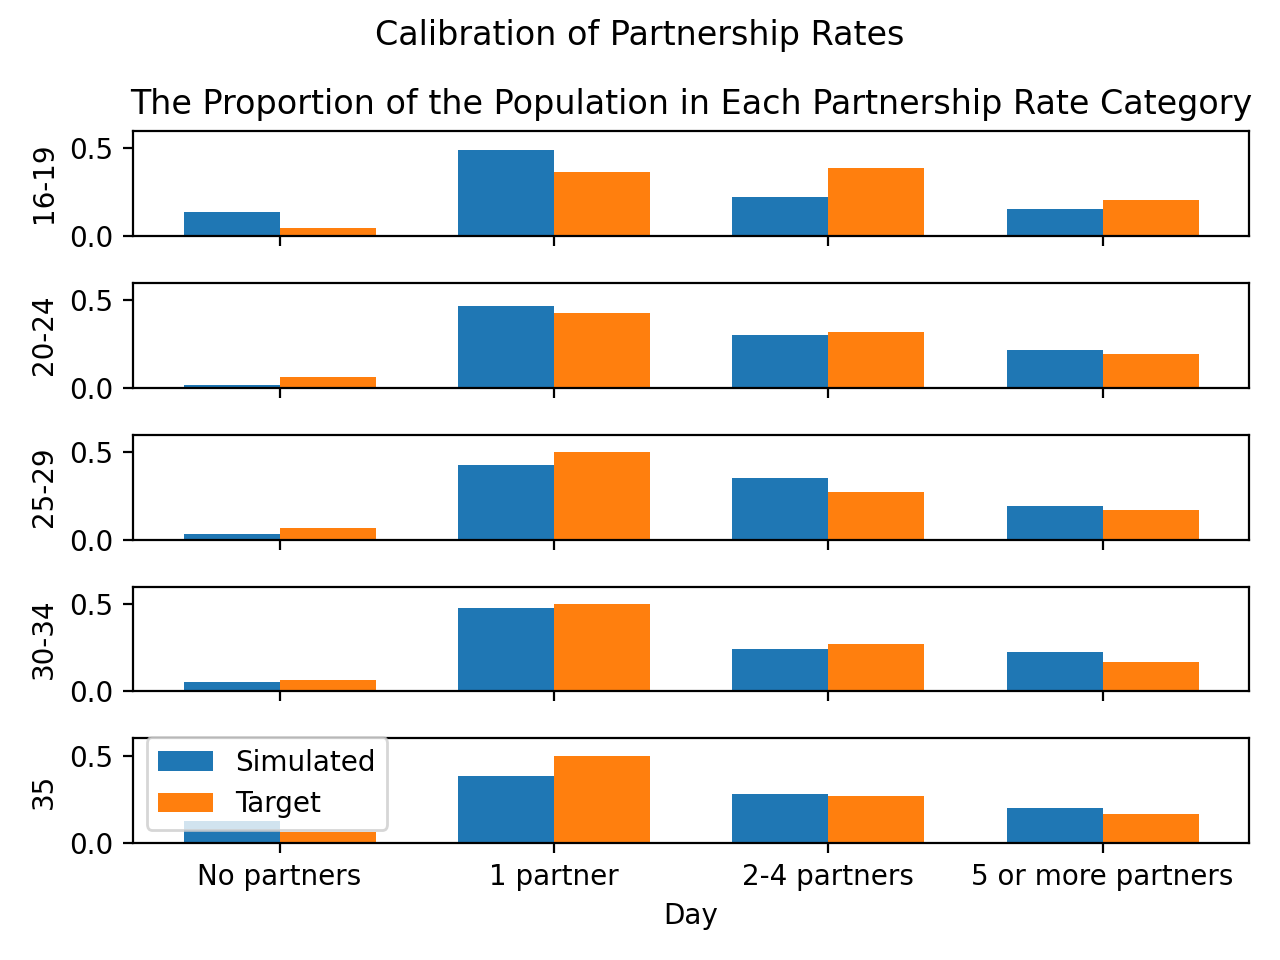 Calibration of Partnership Rates
The Proportion of the Population in Each Partnership Rate Category
0.5
16-19
0.0
0.5
20-24
0.0
0.5
25-29
0.0
0.5
30-34
0.0
0.5
35
0.0
Simulated
Target
No partners 1 partner 2-4 partners 5 or more partners
Day